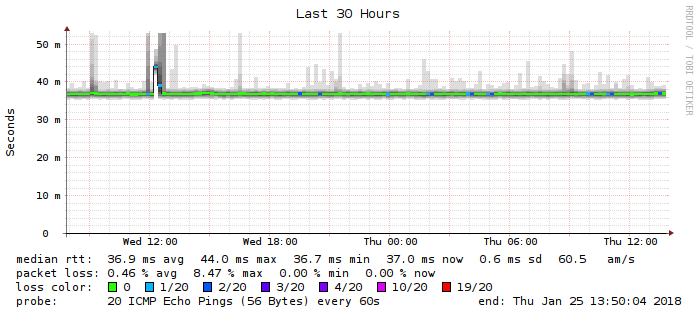 Last 30 Hours
RRDTOOL / TOBI OETIKER
Seconds
50 m
40 m
30 m
20 m
10 m
0
Wed 12:00 Wed 18:00 Thu 00:00 Thu 06:00 Thu 12:00
median rtt: 36.9 ms avg 44.0 ms max 36.7 ms min 37.0 ms now 0.6 ms sd 60.5 am/s
packet loss: 0.46 % avg 8.47 % max 0.00 % min 0.00 % now
loss color: 0 1/20 2/20 3/20 4/20 10/20 19/20
probe: 20 ICMP Echo Pings (56 Bytes) every 60s end: Thu Jan 25 13:50:04 2018